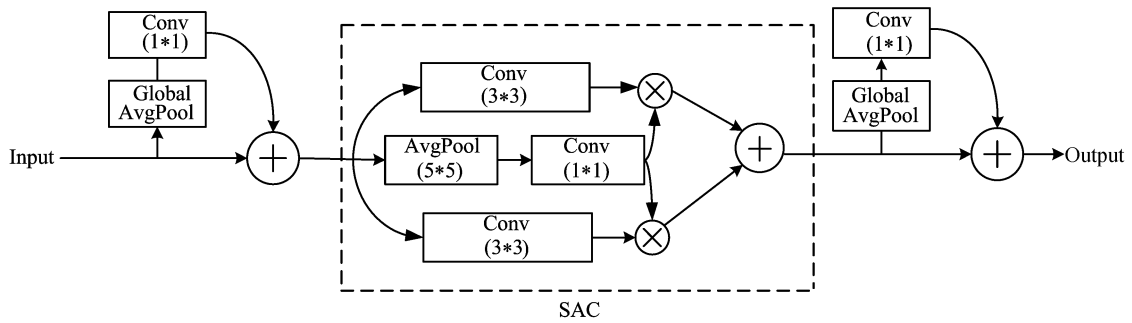 Input
Conv
(1*1)
Global
AvgPool
+
Conv
(3*3)
AvgPool
(5*5)
Conv
(1*1)
Conv
(3*3)
×
×
+
SAC
Conv
(1*1)
Global
AvgPool
+
Output